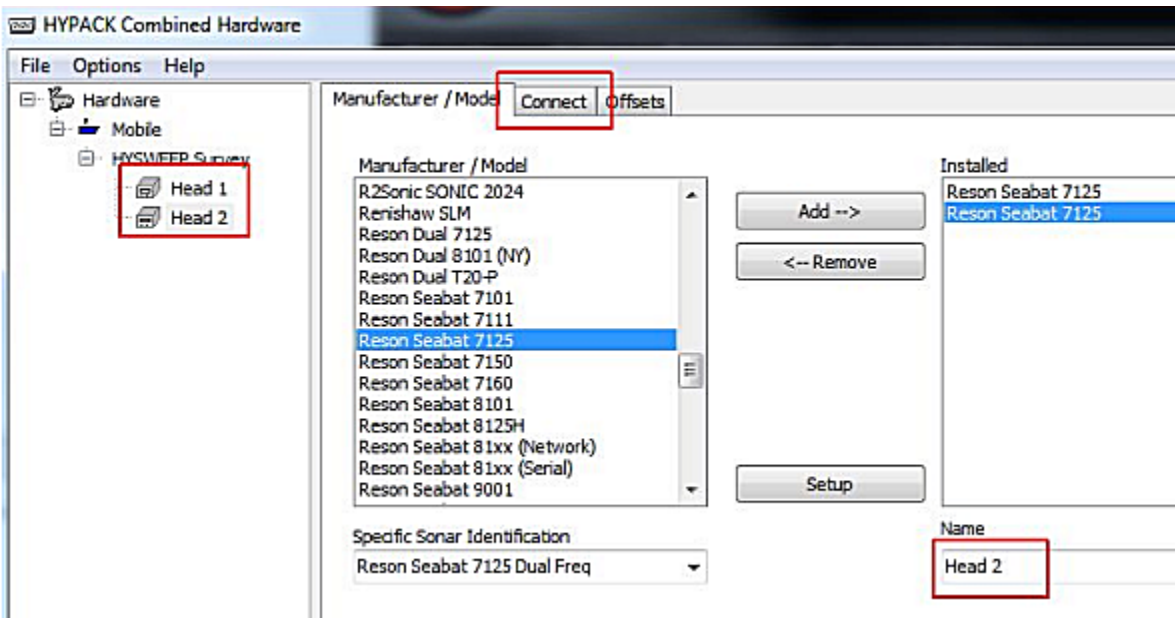 HYPACK Combined Hardware
File Options Help
Hardware
Mobile
HYSWEEP Survey
Head 1
Head 2
Manufacturer / Model Connect Offsets
Manufacturer / Model
R2Sonic SONIC 2024
Renishaw SLM
Reson Dual 7125
Reson Dual 8101 (NY)
Reson Dual T20-P
Reson Seabat 7101
Reson Seabat 7111
Reson Seabat 7125
Reson Seabat 7150
Reson Seabat 7160
Reson Seabat 8101
Reson Seabat 8125H
Reson Seabat 81xx (Network)
Reson Seabat 81xx (Serial)
Reson Seabat 9001
Add -->
<-- Remove
Setup
Installed
Reson Seabat 7125
Reson Seabat 7125
Specific Sonar Identification
Reson Seabat 7125 Dual Freq
Name
Head 2